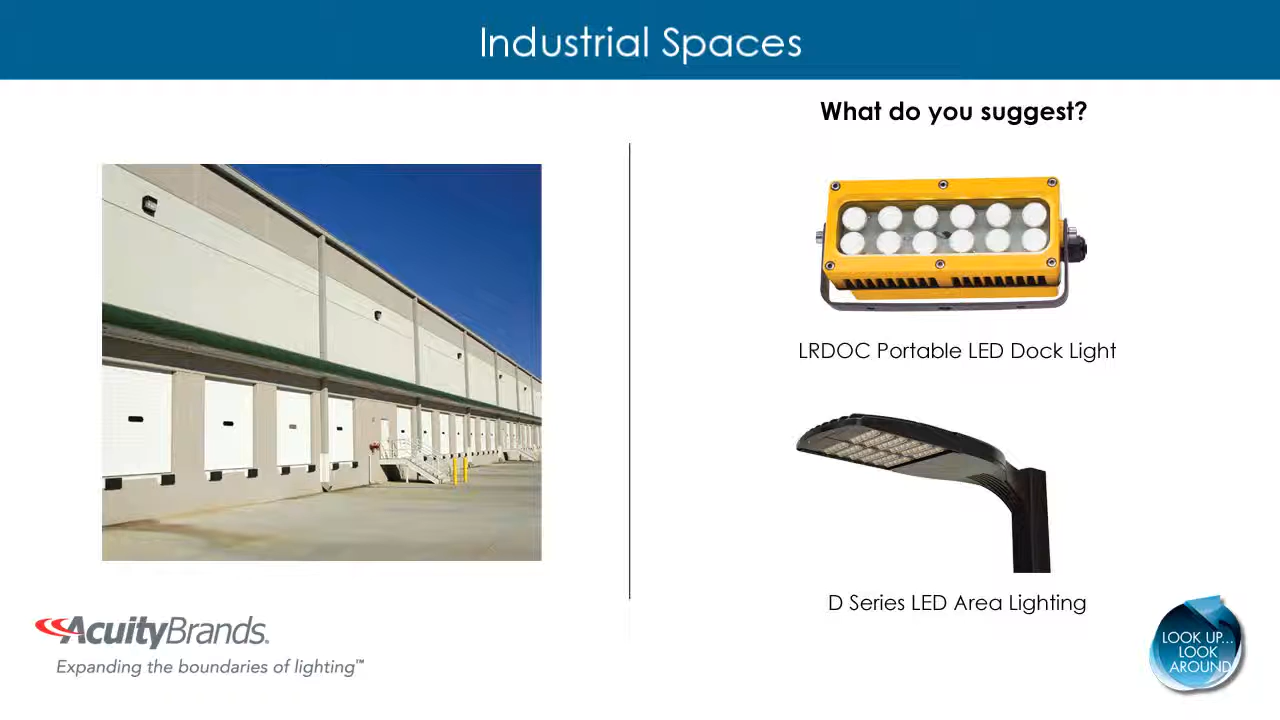 Industrial Spaces
What do you suggest?
LRDOC Portable LED Dock Light
D Series LED Area Lighting
AcuityBrands.
Expanding the boundaries of lighting™
LOOK UP...
LOOK
AROUND